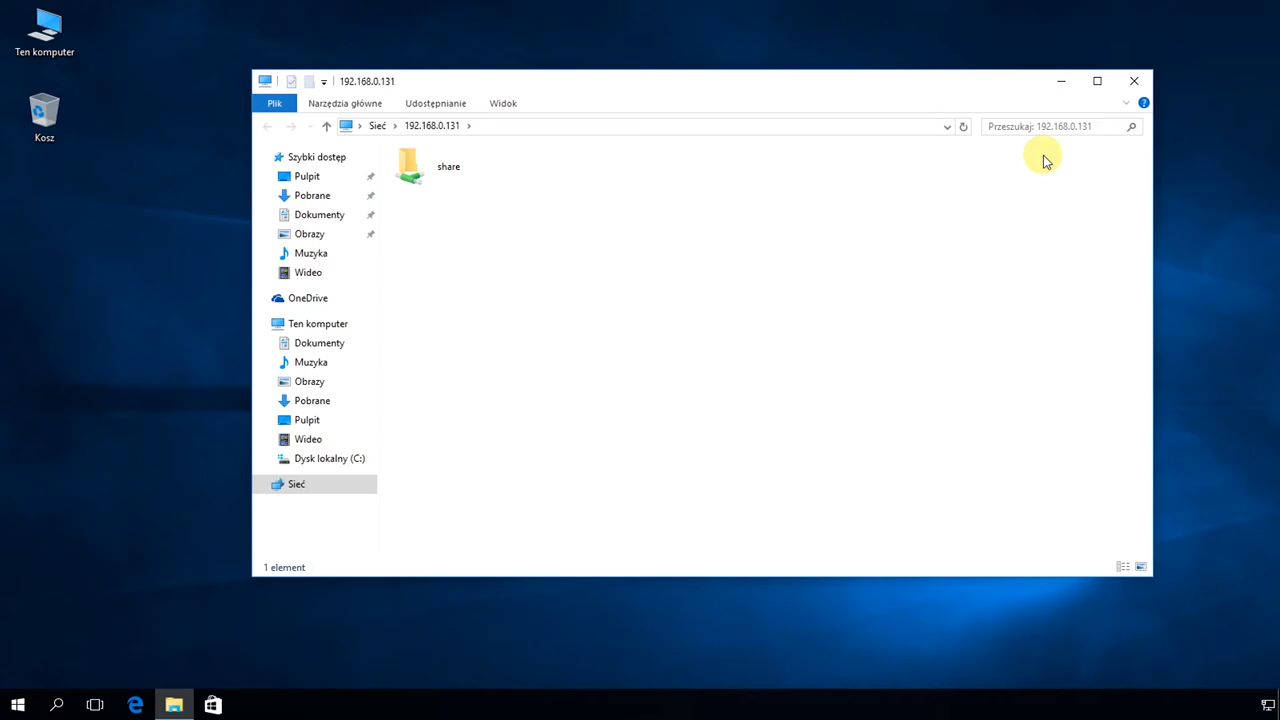 Ten komputer
Kosz
192.168.0.131
Plik Narzędzia główne Udostępnianie Widok
Sieć 192.168.0.131
Przeszukaj: 192.168.0.131
Szybki dostęp
Pulpit
Pobrane
Dokumenty
Obrazy
Muzyka
Wideo
OneDrive
Ten komputer
Dokumenty
Muzyka
Obrazy
Pobrane
Pulpit
Wideo
Dysk lokalny (C:)
Sieć
share
1 element